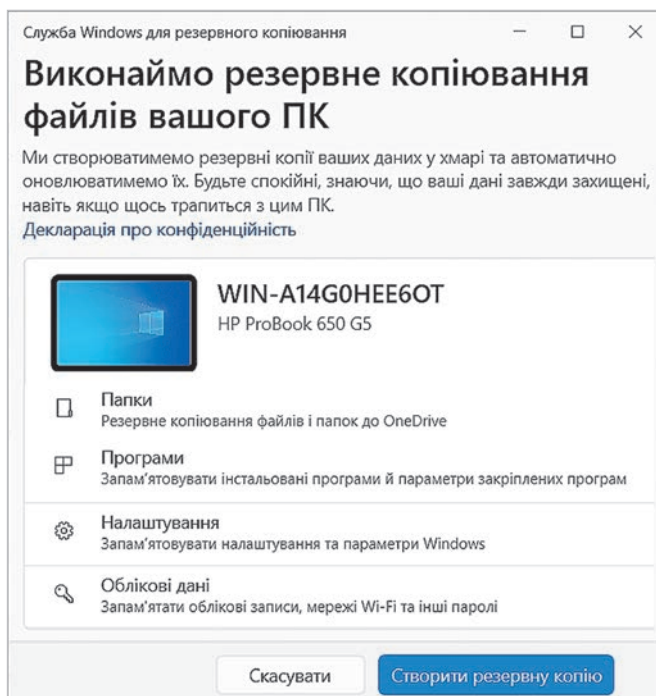 Служба Windows для резервного копіювання
Виконаймо резервне копіювання
файлів вашого ПК
Ми створюватимемо резервні копії ваших даних у хмарі та автоматично
оновлюватимемо їх. Будьте спокійні, знаючи, що ваші дані завжди захищені,
навіть якщо щось трапиться з цим ПК.
Декларація про конфіденційність
WIN-A14G0HEE6OT
HP ProBook 650 G5
Папки
Резервне копіювання файлів і папок до OneDrive
Програми
Запам'ятовувати інстальовані програми й параметри закріплених програм
Налаштування
Запам'ятовувати налаштування та параметри Windows
Облікові дані
Запам'ятати облікові записи, мережі Wi-Fi та інші паролі
Скасувати
Створити резервну копію